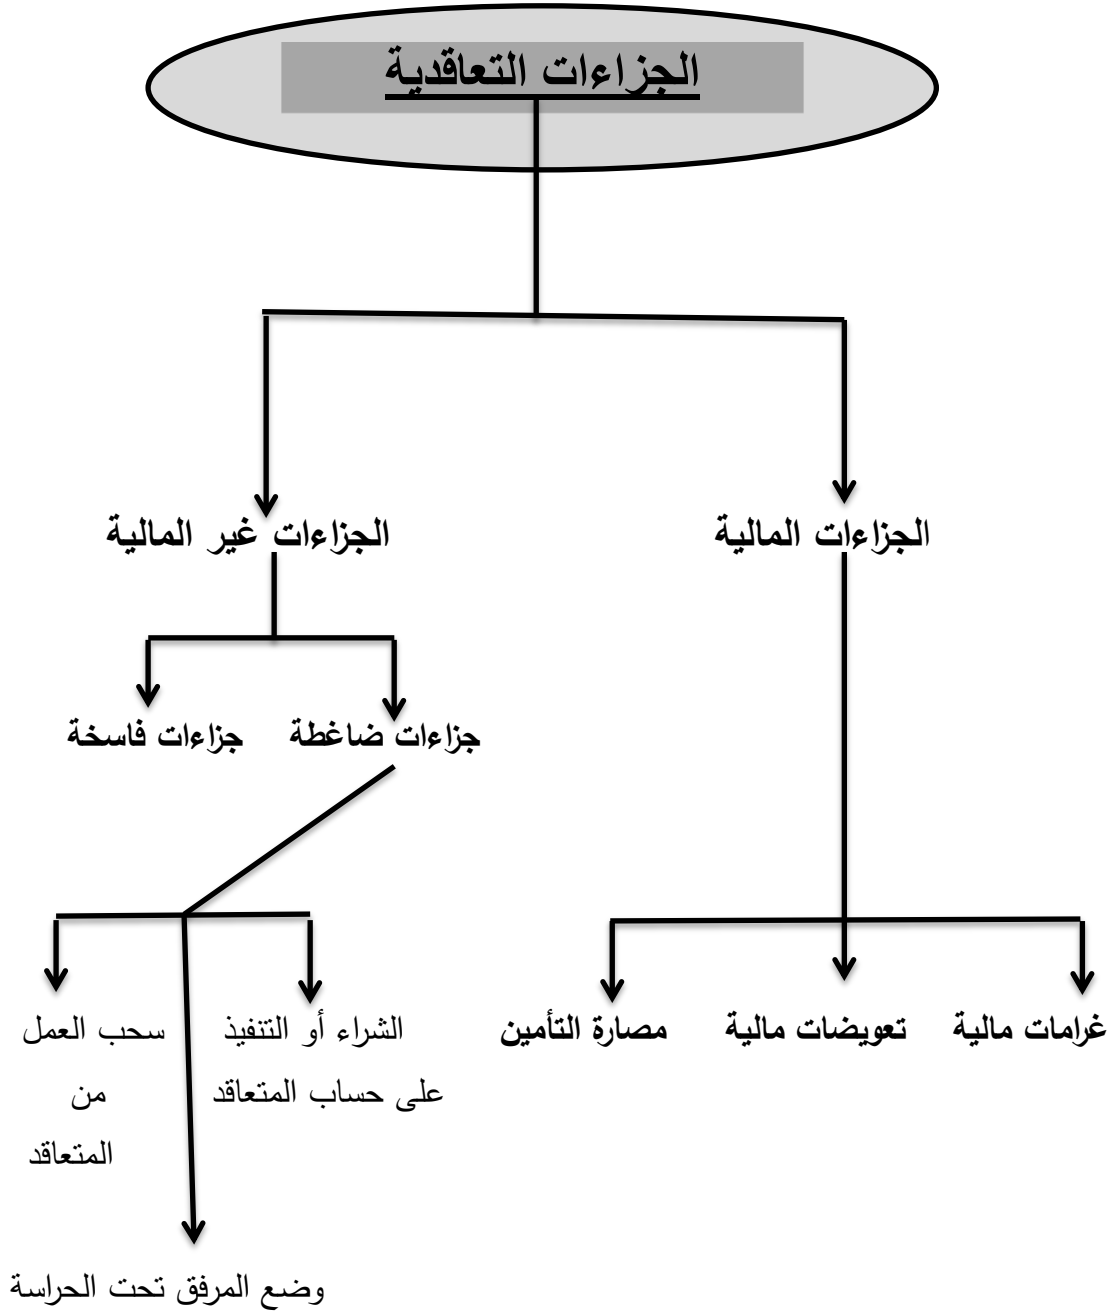 الجزاءات التعاقدية
الجزاءات المالية
الجزاءات غير المالية
جزاءات ضاغطة
جزاءات فاسخة
غرامات مالية
تعويضات مالية
مصارة التأمين
الشراء أو التنفيذ
على حساب المتعاقد
سحب العمل
من
المتعاقد
وضع المرفق تحت الحراسة